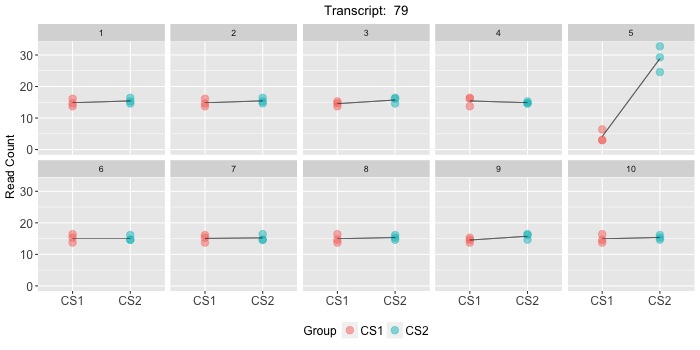 Transcript:  79
1 2 3 4 5
30
20
10
0
Read Count
6 7 8 9 10
30
20
10
0
CS1 CS2 CS1 CS2 CS1 CS2 CS1 CS2 CS1 CS2
Group CS1 CS2